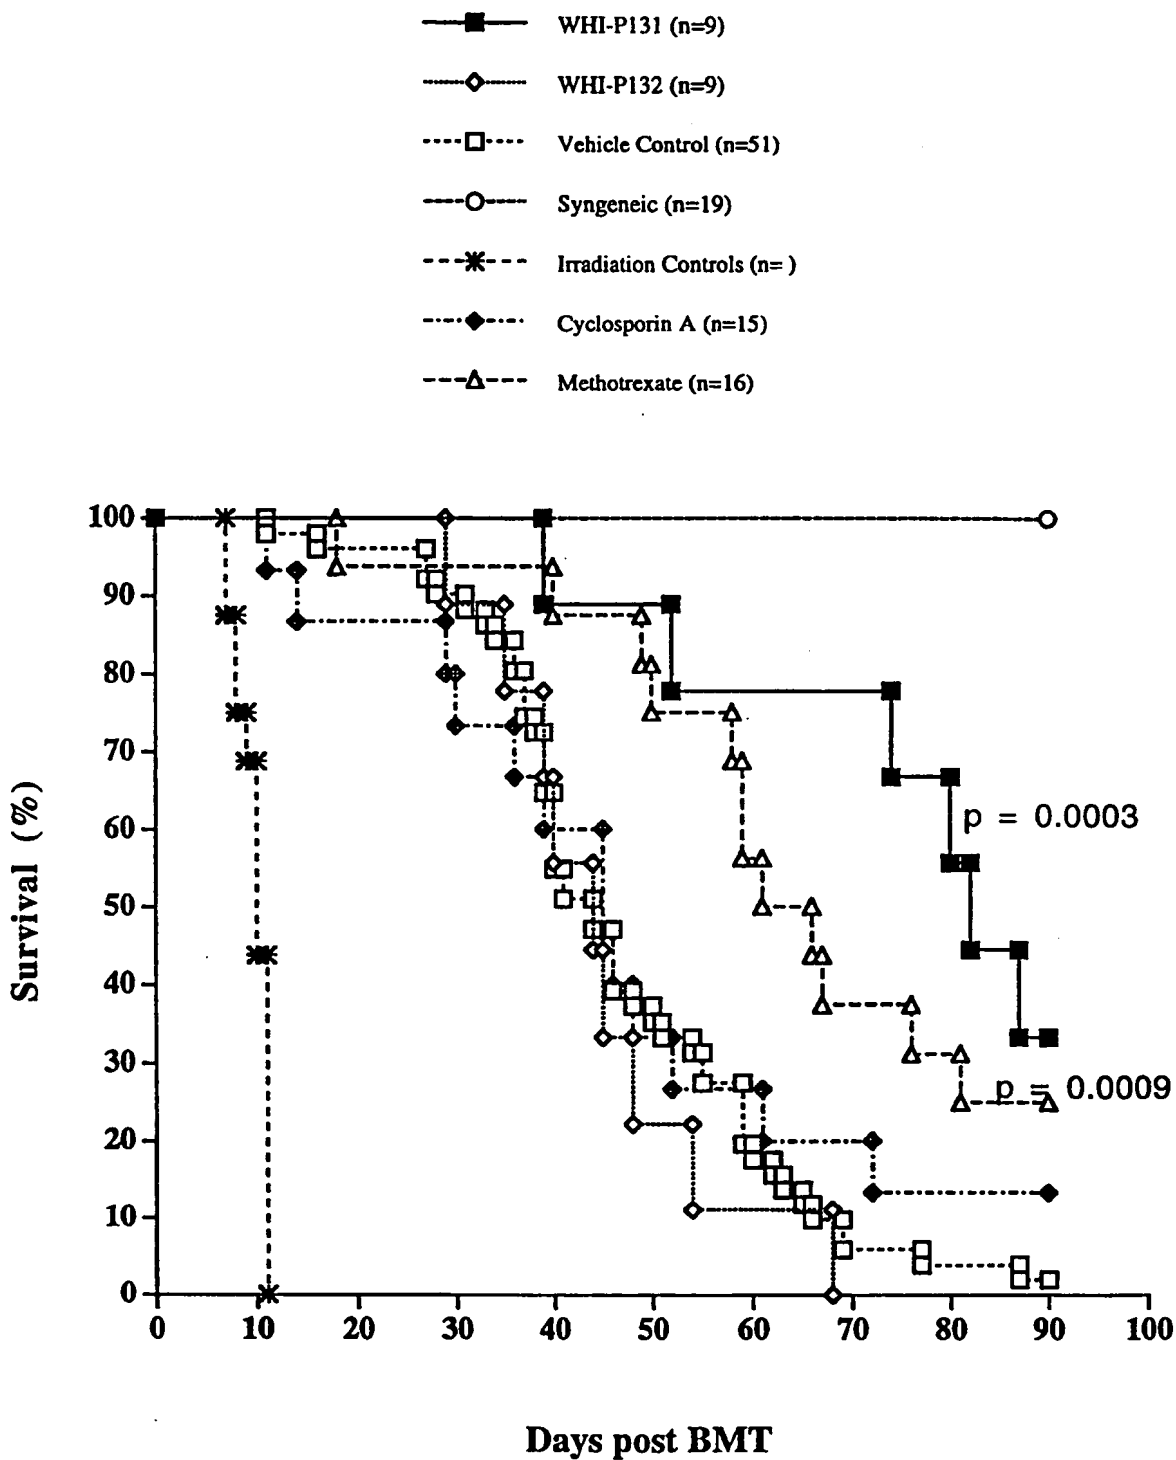 WHI-P131 (n=9)
WHI-P132 (n=9)
Vehicle Control (n=51)
Syngeneic (n=19)
Irradiation Controls (n= )
Cyclosporin A (n=15)
Methotrexate (n=16)
100
90
80
70
60
50
40
30
20
10
0
Survival (%)
p = 0.0003
p = 0.0009
0 10 20 30 40 50 60 70 80 90 100
Days post BMT